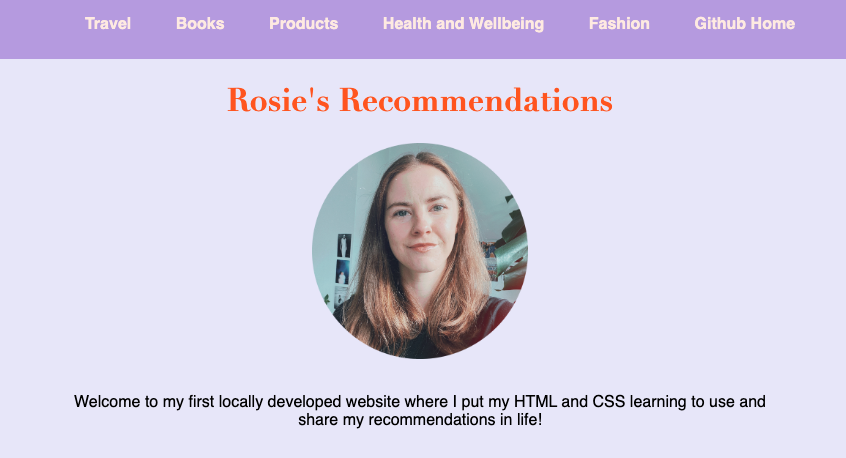 Travel Books Products Health and Wellbeing Fashion Github Home
Rosie's Recommendations
Welcome to my first locally developed website where I put my HTML and CSS learning to use and
share my recommendations in life!